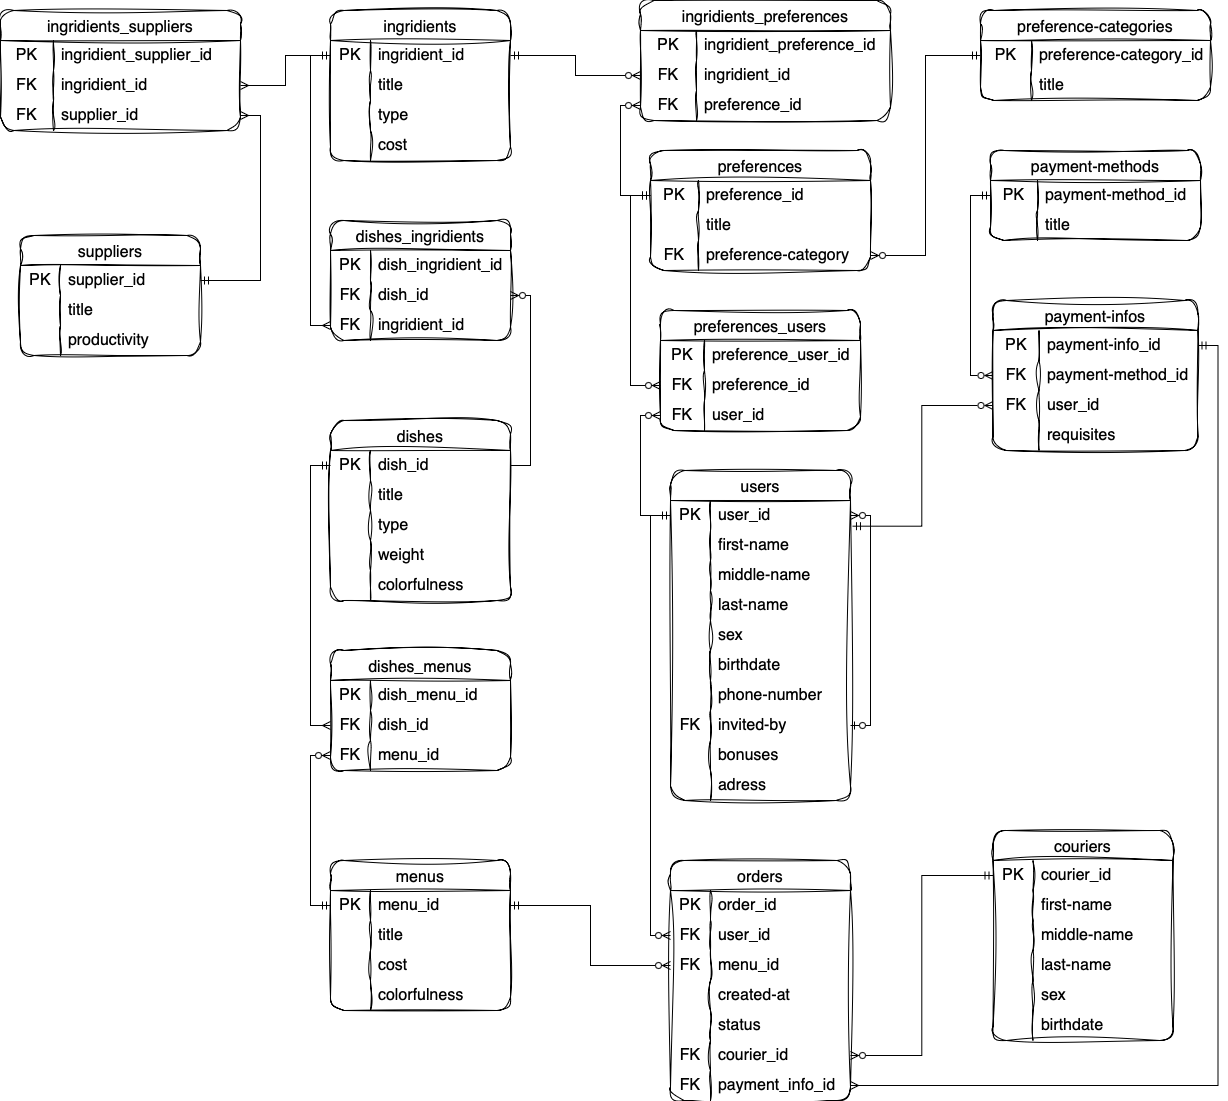 ingridients_suppliers
PK ingridient_supplier_id
FK ingridient_id
FK supplier_id
suppliers
PK supplier_id
title
productivity
ingridients
PK ingridient_id
title
type
cost
dishes_ingridients
PK dish_ingridient_id
FK dish_id
FK ingridient_id
dishes
PK dish_id
title
type
weight
colorfulness
dishes_menus
PK dish_menu_id
FK dish_id
FK menu_id
menus
PK menu_id
title
cost
colorfulness
ingridients_preferences
PK ingridient_preference_id
FK ingridient_id
FK preference_id
preferences
PK preference_id
title
FK preference-category
preferences_users
PK preference_user_id
FK preference_id
FK user_id
users
PK user_id
first-name
middle-name
last-name
sex
birthdate
phone-number
FK invited-by
bonuses
adress
orders
PK order_id
FK user_id
FK menu_id
created-at
status
FK courier_id
FK payment_info_id
preference-categories
PK preference-category_id
title
payment-methods
PK payment-method_id
title
payment-infos
PK payment-info_id
FK payment-method_id
FK user_id
requisites
couriers
PK courier_id
first-name
middle-name
last-name
sex
birthdate